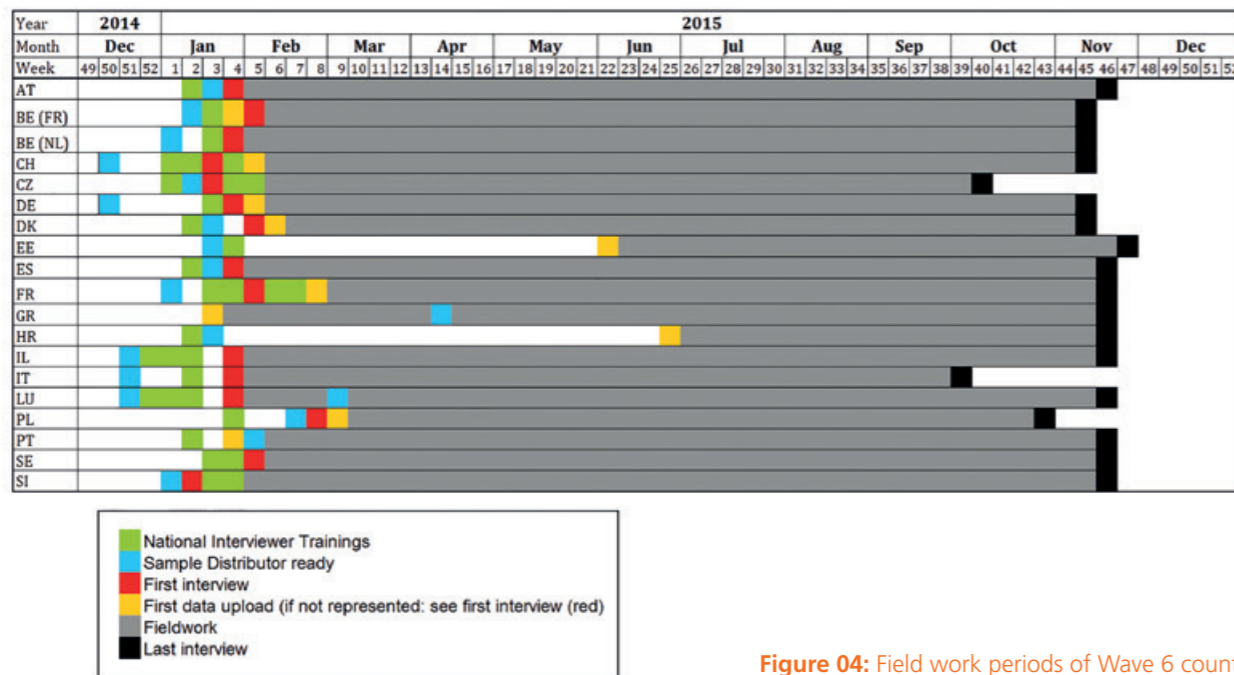 Year 2014 2015
Month Dec Jan Feb Mar Apr May Jun Jul Aug Sep Oct Nov Dec
Week 49 50 51 52 1 2 3 4 5 6 7 8 9 10 11 12 13 14 15 16 17 18 19 20 21 22 23 24 25 26 27 28 29 30 31 32 33 34 35 36 37 38 39 40 41 42 43 44 45 46 47 48 49 50 51
AT
BE (FR)
BE (NL)
CH
CZ
DE
DK
EE
ES
FR
GR
HR
IL
IT
LU
PL
PT
SE
SI
National Interviewer Trainings
Sample Distributor ready
First interview
First data upload (if not represented: see first interview (red)
Fieldwork
Last interview
Figure 04: Field work periods of Wave 6